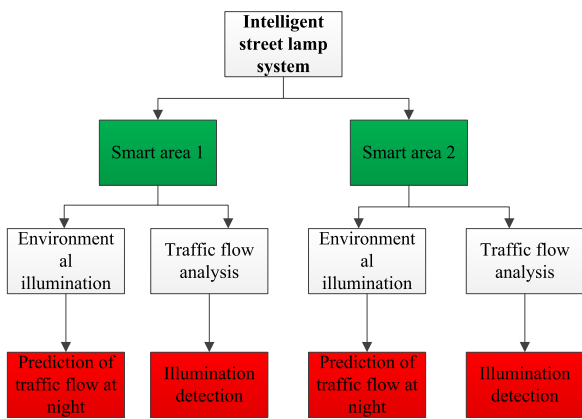 Intelligent
street lamp
system
Smart area 1
Smart area 2
Environment
al
illumination
Traffic flow
analysis
Environment
al
illumination
Traffic flow
analysis
Prediction of
traffic flow at
night
Illumination
detection
Prediction of
traffic flow at
night
Illumination
detection